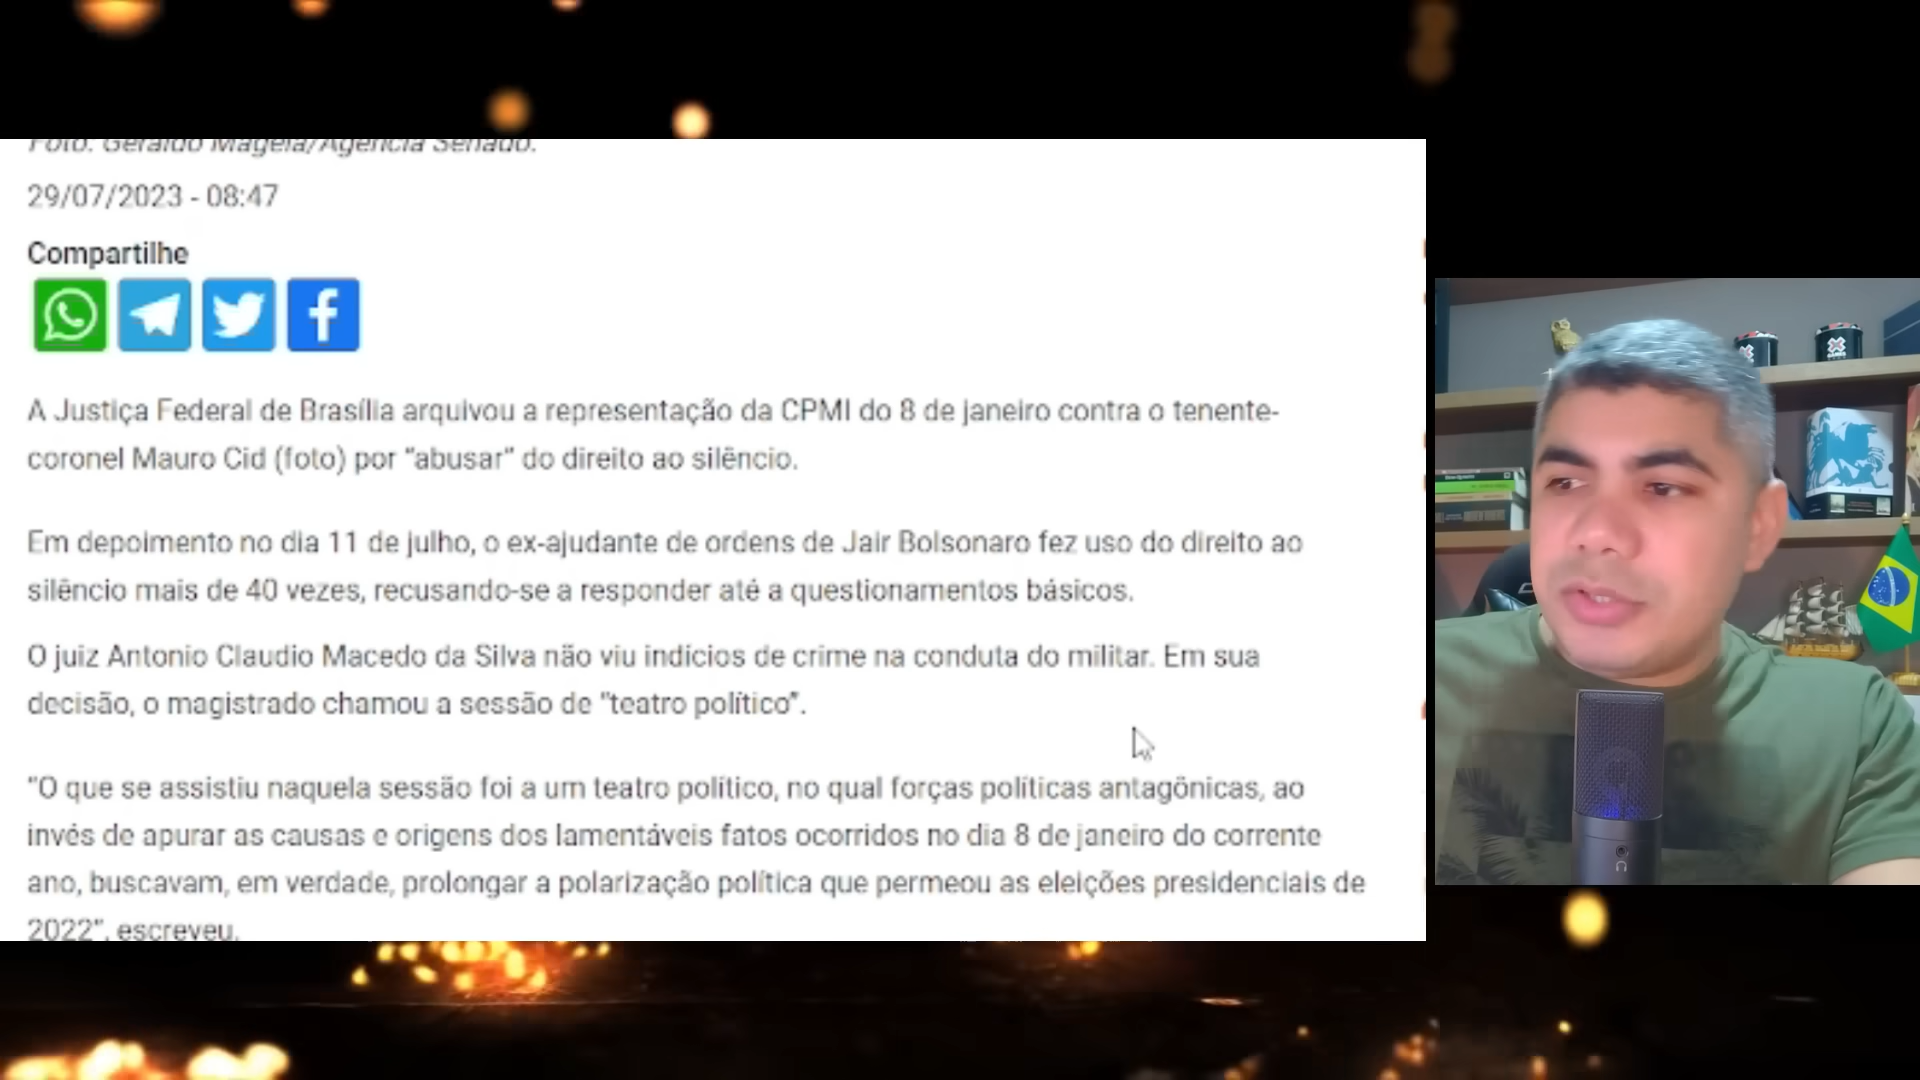 Foto: Geraldo Magela/Agência Senado.
29/07/2023 - 08:47
Compartilhe
A Justiça Federal de Brasília arquivou a representação da CPMI do 8 de janeiro contra o tenente-
coronel Mauro Cid (foto) por “abusar” do direito ao silêncio.
Em depoimento no dia 11 de julho, o ex-ajudante de ordens de Jair Bolsonaro fez uso do direito ao
silêncio mais de 40 vezes, recusando-se a responder até a questionamentos básicos.
O juiz Antonio Claudio Macedo da Silva não viu indícios de crime na conduta do militar. Em sua
decisão, o magistrado chamou a sessão de “teatro político”.
“O que se assistiu naquela sessão foi a um teatro político, no qual forças políticas antagônicas, ao
invés de apurar as causas e origens dos lamentáveis fatos ocorridos no dia 8 de janeiro do corrente
ano, buscavam, em verdade, prolongar a polarização política que permeou as eleições presidenciais de
2022”, escreveu.